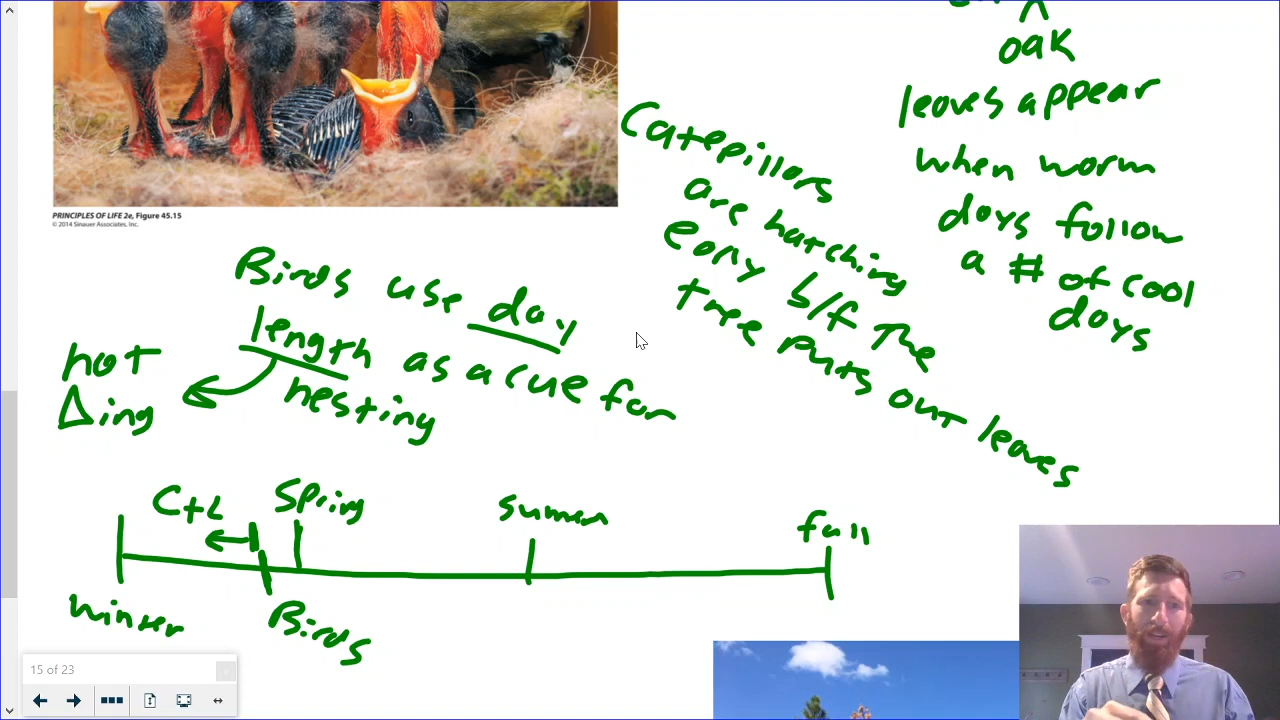 PRINCIPLES OF LIFE 2e, Figure 45.15
© 2014 Sinauer Associates, Inc.
oak
leaves appear
when worm
days follow
a # of cool
days
Catepillars
are hatching
early b/f the
tree puts out leaves
Birds use day
length as a cue for
nesting
not
Δing
C+L
Spring
summer
fall
winter
Birds
15 of 23